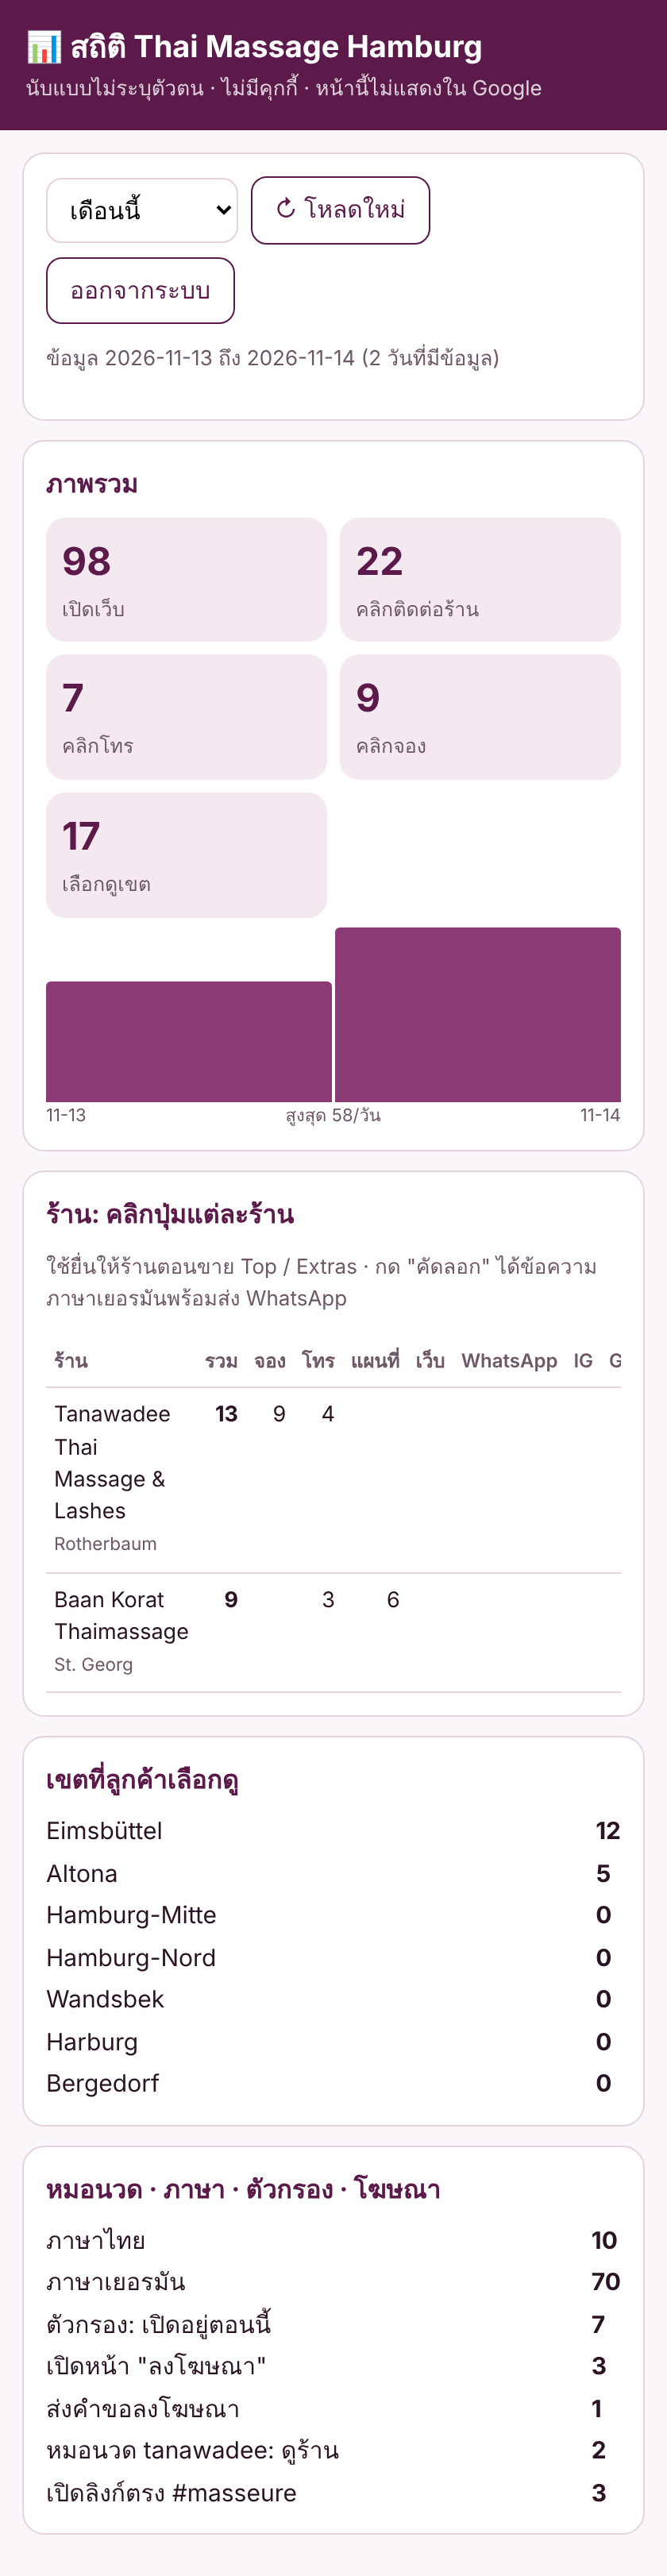 📊 สถิติ Thai Massage Hamburg
นับแบบไม่ระบุตัวตน · ไม่มีคุกกี้ · หน้านี้ไม่แสดงใน Google
เดือนนี้
↻ โหลดใหม่
ออกจากระบบ
ข้อมูล 2026-11-13 ถึง 2026-11-14 (2 วันที่มีข้อมูล)
ภาพรวม
98
เปิดเว็บ
22
คลิกติดต่อร้าน
7
คลิกโทร
9
คลิกจอง
17
เลือกดูเขต
11-13 สูงสุด 58/วัน 11-14
ร้าน: คลิกปุ่มแต่ละร้าน
ใช้ยื่นให้ร้านตอนขาย Top / Extras · กด "คัดลอก" ได้ข้อความ
ภาษาเยอรมันพร้อมส่ง WhatsApp
ร้าน รวม จอง โทร แผนที่ เว็บ WhatsApp IG G
Tanawadee 13 9 4
Thai
Massage &
Lashes
Rotherbaum
Baan Korat 9 3 6
Thaimassage
St. Georg
เขตที่ลูกค้าเลือกดู
Eimsbüttel 12
Altona 5
Hamburg-Mitte 0
Hamburg-Nord 0
Wandsbek 0
Harburg 0
Bergedorf 0
หมอนวด · ภาษา · ตัวกรอง · โฆษณา
ภาษาไทย 10
ภาษาเยอรมัน 70
ตัวกรอง: เปิดอยู่ตอนนี้ 7
เปิดหน้า "ลงโฆษณา" 3
ส่งคำขอลงโฆษณา 1
หมอนวด tanawadee: ดูร้าน 2
เปิดลิงก์ตรง #masseure 3